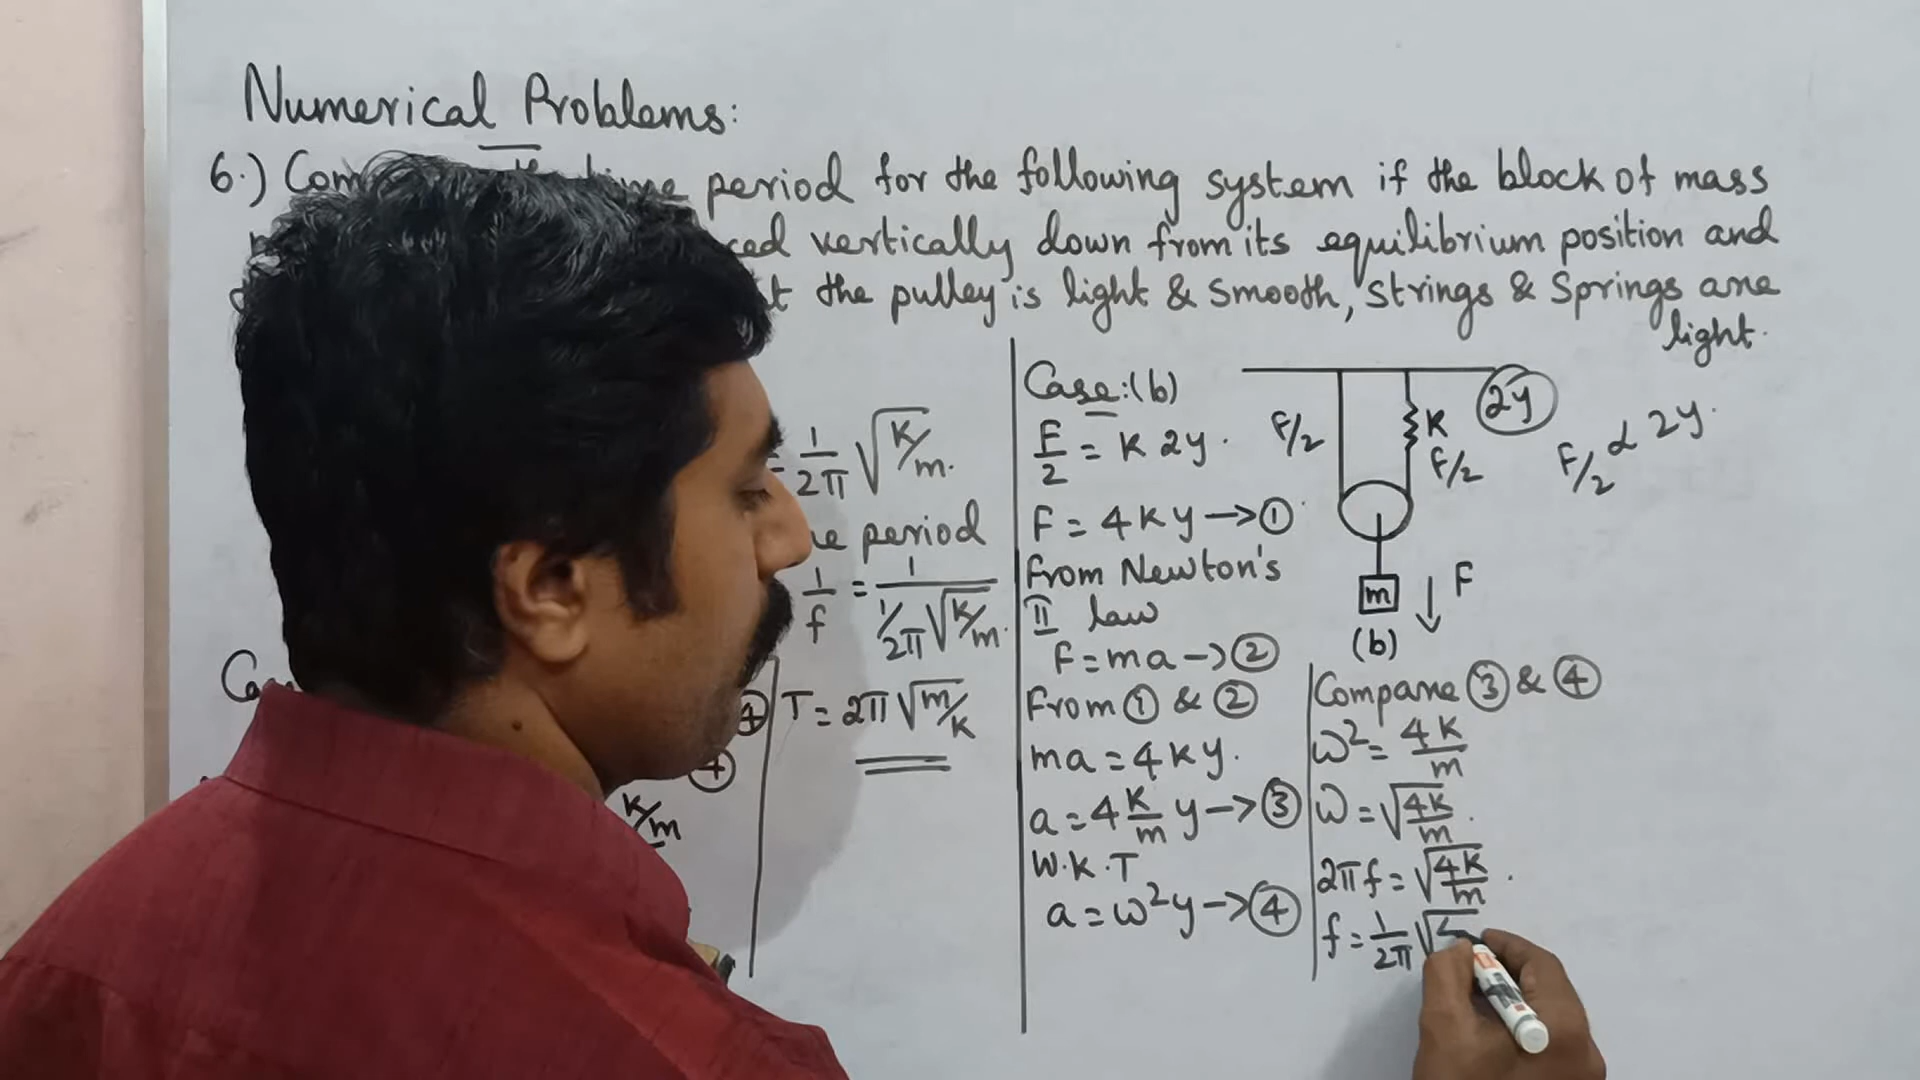 Numerical Problems:
6.) period for the following system if the block of mass
vertically down from its equilibrium position and
the pulley is light & smooth, strings & springs are
light.
= 1/2π √K/m.
period
1/f = 1/(1/2π √K/m).
④ T = 2π √m/K
④
K/m
Case:(b)
F/2 = K 2y.
F = 4Ky → ①
from Newton's
II law
F = ma → ②
From ① & ②
ma = 4Ky.
a = 4 K/m y → ③
W.K.T
a = ω²y → ④
2y
F/2
K
F/2
F/2 α 2y.
m
F
(b)
Compare ③ & ④
ω² = 4K/m
ω = √4K/m.
2πf = √4K/m.
f = 1/2π √